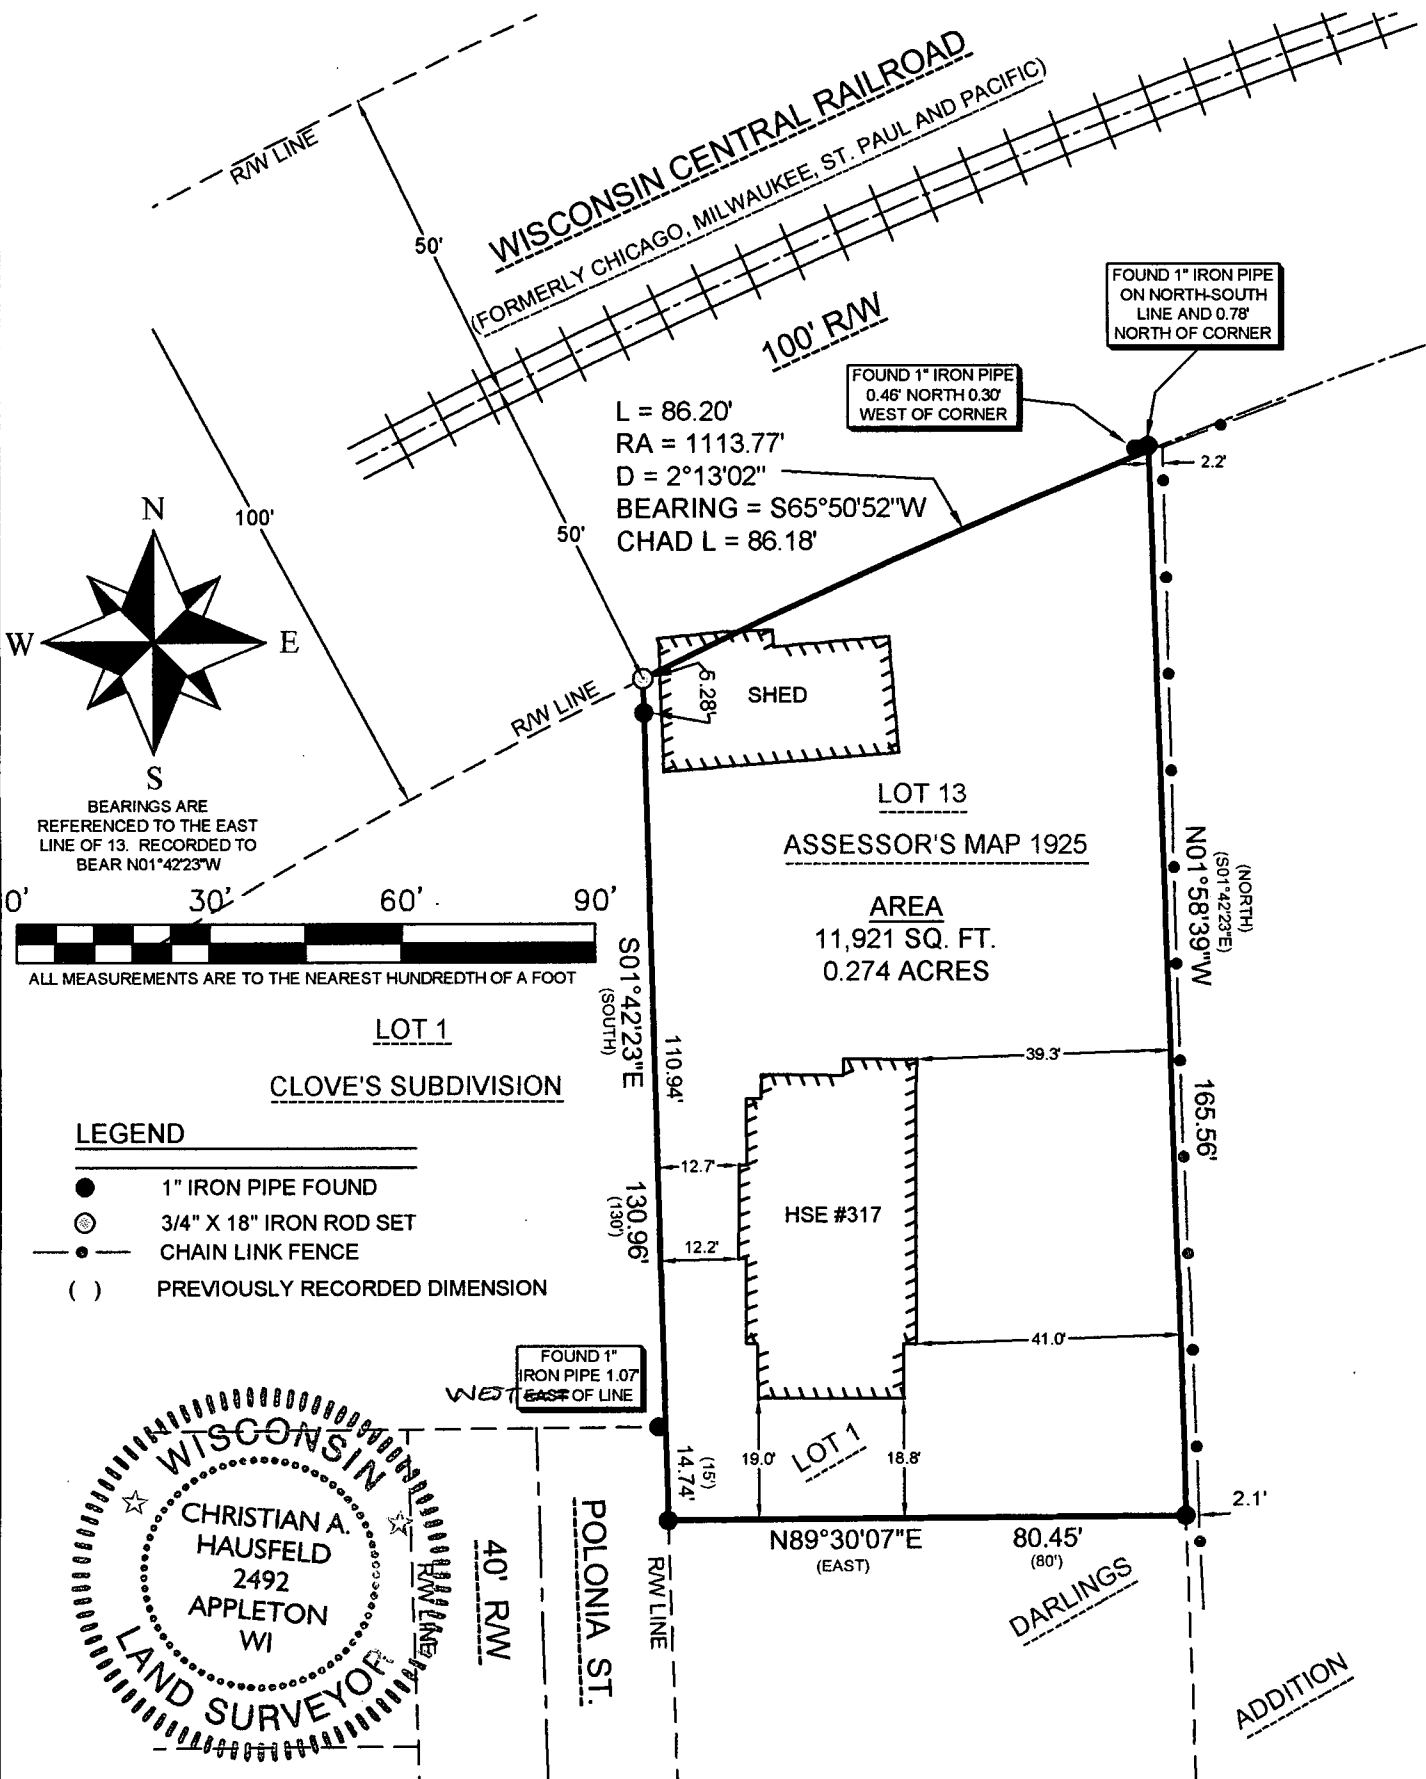 R/W LINE
50'
WISCONSIN CENTRAL RAILROAD
(FORMERLY CHICAGO, MILWAUKEE, ST. PAUL AND PACIFIC)
100' R/W
FOUND 1" IRON PIPE
ON NORTH-SOUTH
LINE AND 0.78'
NORTH OF CORNER
FOUND 1" IRON PIPE
0.46' NORTH 0.30'
WEST OF CORNER
L = 86.20'
RA = 1113.77'
D = 2°13'02"
BEARING = S65°50'52"W
CHAD L = 86.18'
2.2'
100'
50'
N
W
E
S
R/W LINE
5.28'
SHED
BEARINGS ARE
REFERENCED TO THE EAST
LINE OF 13. RECORDED TO
BEAR N01°42'23"W
LOT 13
ASSESSOR'S MAP 1925
AREA
11,921 SQ. FT.
0.274 ACRES
N01°58'39"W
(S01°42'23"E)
(NORTH)
165.56'
0'
30'
60'
90'
ALL MEASUREMENTS ARE TO THE NEAREST HUNDREDTH OF A FOOT
S01°42'23"E
(SOUTH)
110.94'
LOT 1
CLOVE'S SUBDIVISION
39.3'
LEGEND
1" IRON PIPE FOUND
3/4" X 18" IRON ROD SET
CHAIN LINK FENCE
( ) PREVIOUSLY RECORDED DIMENSION
12.7'
130.96'
(130')
12.2'
HSE #317
41.0'
FOUND 1"
IRON PIPE 1.07'
WEST EAST OF LINE
14.74'
(15')
19.0'
LOT 1
18.8'
2.1'
N89°30'07"E
(EAST)
80.45'
(80')
WISCONSIN
CHRISTIAN A.
HAUSFELD
2492
APPLETON
WI
LAND SURVEYOR
R/W LINE
40' R/W
POLONIA ST.
R/W LINE
DARLINGS
ADDITION